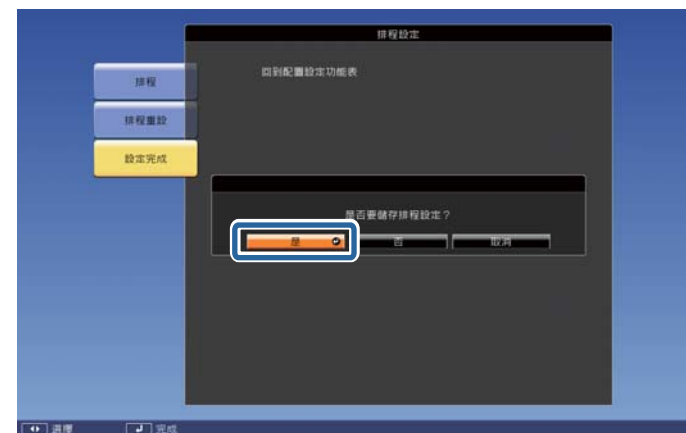 排程設定
排程
排程重設
設定完成
回到配置設定功能表
是否要儲存排程設定？
是 否 取消
選擇 完成